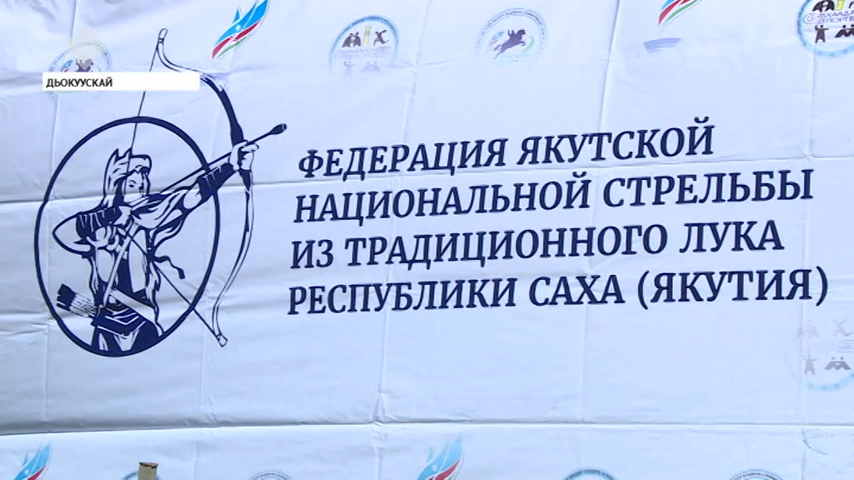 ДЬОКУУСКАЙ
ФЕДЕРАЦИЯ ЯКУТСКОЙ
НАЦИОНАЛЬНОЙ СТРЕЛЬБЫ
ИЗ ТРАДИЦИОННОГО ЛУКА
РЕСПУБЛИКИ САХА (ЯКУТИЯ)